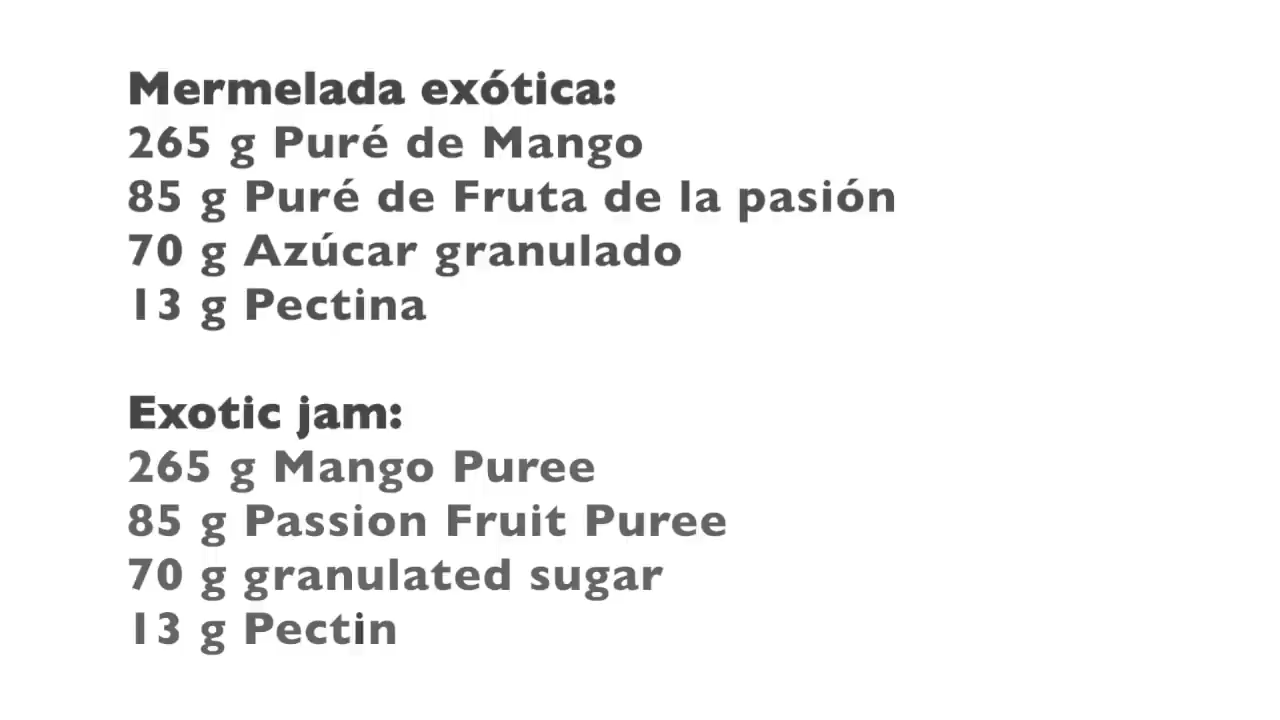 Mermelada exótica:
265 g Puré de Mango
85 g Puré de Fruta de la pasión
70 g Azúcar granulado
13 g Pectina
Exotic jam:
265 g Mango Puree
85 g Passion Fruit Puree
70 g granulated sugar
13 g Pectin